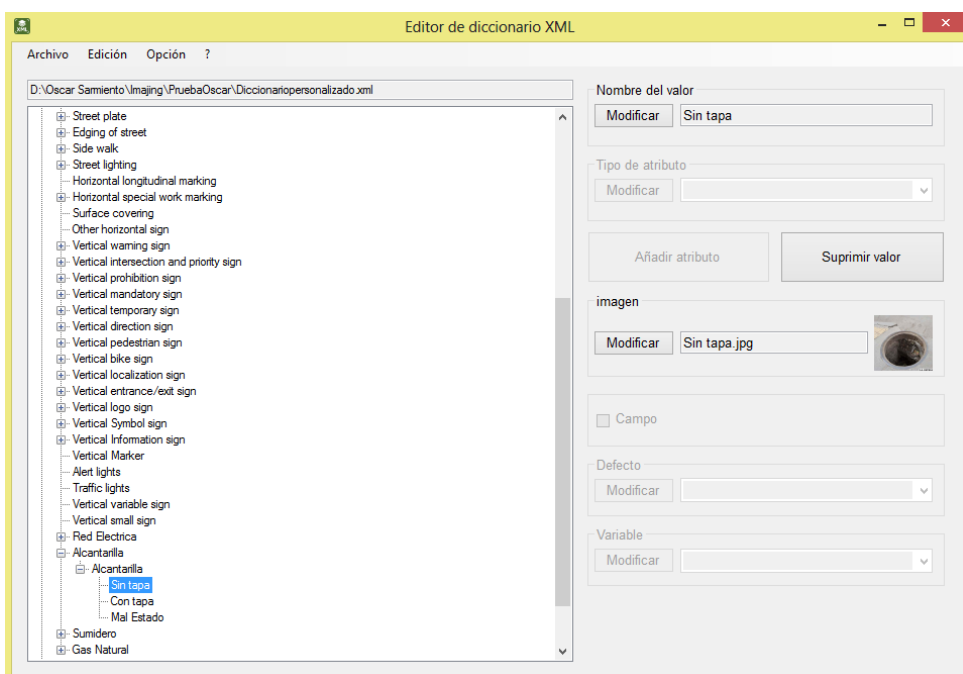 XML
Editor de diccionario XML
Archivo Edición Opción ?
D:\Oscar Sarmiento\Imajing\PruebaOscar\Diccionariopersonalizado.xml
Street plate
Edging of street
Side walk
Street lighting
Horizontal longitudinal marking
Horizontal special work marking
Surface covering
Other horizontal sign
Vertical warning sign
Vertical intersection and priority sign
Vertical prohibition sign
Vertical mandatory sign
Vertical temporary sign
Vertical direction sign
Vertical pedestrian sign
Vertical bike sign
Vertical localization sign
Vertical entrance/exit sign
Vertical logo sign
Vertical Symbol sign
Vertical Information sign
Vertical Marker
Alert lights
Traffic lights
Vertical variable sign
Vertical small sign
Red Electrica
Alcantarilla
Alcantarilla
Sin tapa
Con tapa
Mal Estado
Sumidero
Gas Natural
Nombre del valor
Modificar Sin tapa
Tipo de atributo
Modificar
Añadir atributo Suprimir valor
imagen
Modificar Sin tapa.jpg
Campo
Defecto
Modificar
Variable
Modificar